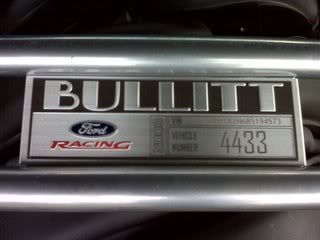 BULLITT
Ford
RACING
VIN
VEHICLE
NUMBER
4433